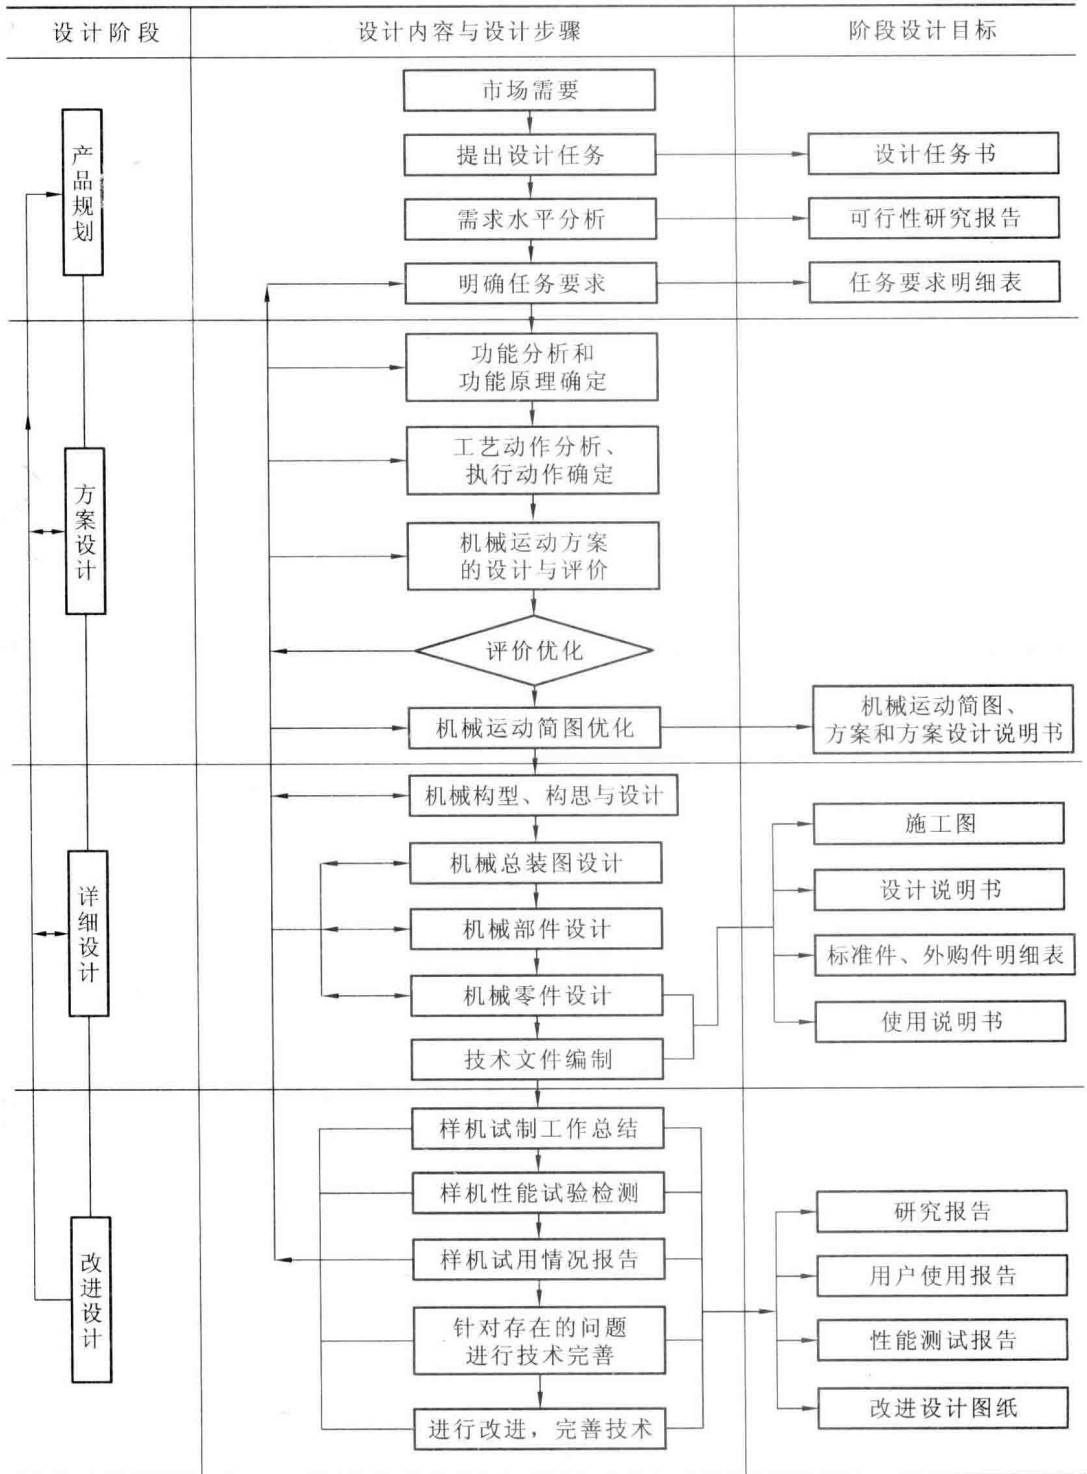 设计阶段
设计内容与设计步骤
阶段设计目标
产品规划
市场需要
提出设计任务
设计任务书
需求水平分析
可行性研究报告
明确任务要求
任务要求明细表
方案设计
功能分析和
功能原理确定
工艺动作分析、
执行动作确定
机械运动方案
的设计与评价
评价优化
机械运动简图优化
机械运动简图、
方案和方案设计说明书
详细设计
机械构型、构思与设计
机械总装图设计
机械部件设计
机械零件设计
技术文件编制
施工图
设计说明书
标准件、外购件明细表
使用说明书
改进设计
样机试制工作总结
样机性能试验检测
样机试用情况报告
针对存在的问题
进行技术完善
进行改进，完善技术
研究报告
用户使用报告
性能测试报告
改进设计图纸